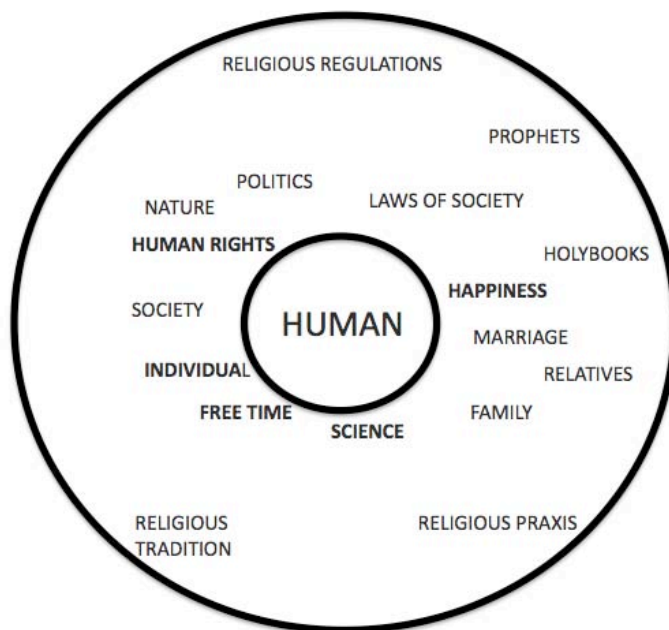 RELIGIOUS REGULATIONS
PROPHETS
POLITICS
LAWS OF SOCIETY
NATURE
HUMAN RIGHTS
HOLYBOOKS
HAPPINESS
SOCIETY
HUMAN
MARRIAGE
INDIVIDUAL
RELATIVES
FREE TIME
FAMILY
SCIENCE
RELIGIOUS
TRADITION
RELIGIOUS PRAXIS